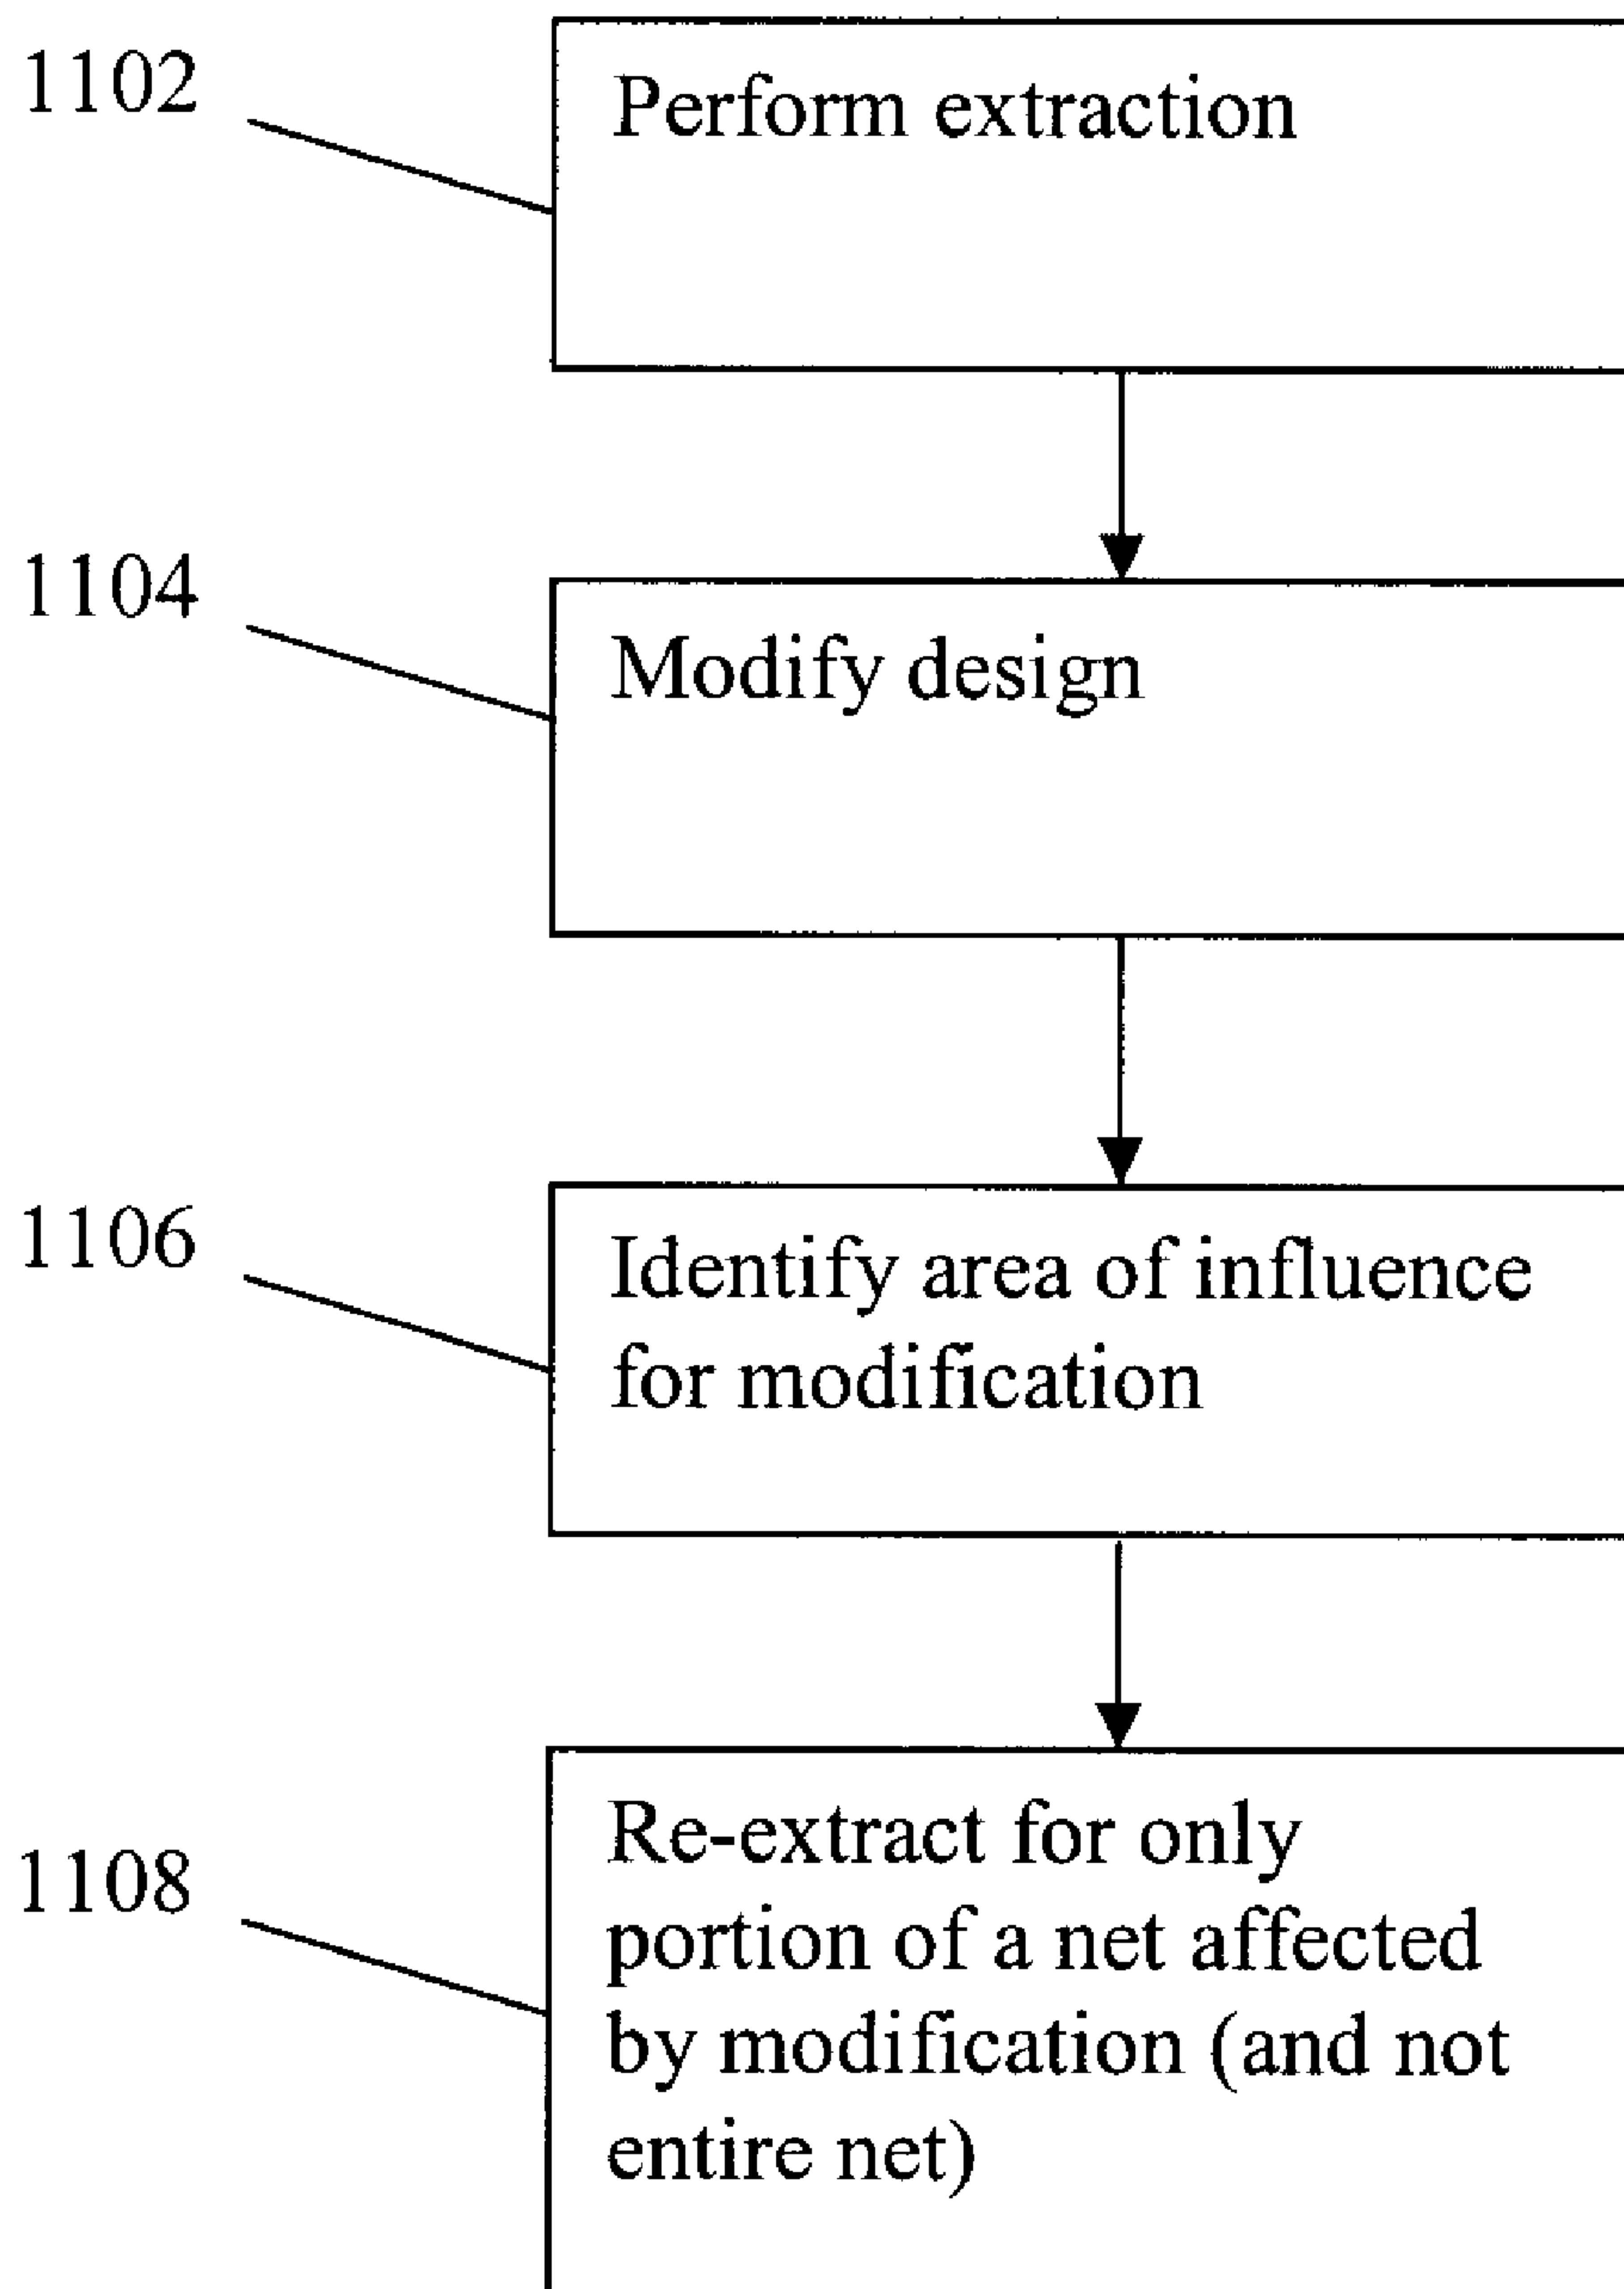 1102
Perform extraction
1104
Modify design
1106
Identify area of influence
for modification
1108
Re-extract for only
portion of a net affected
by modification (and not
entire net)